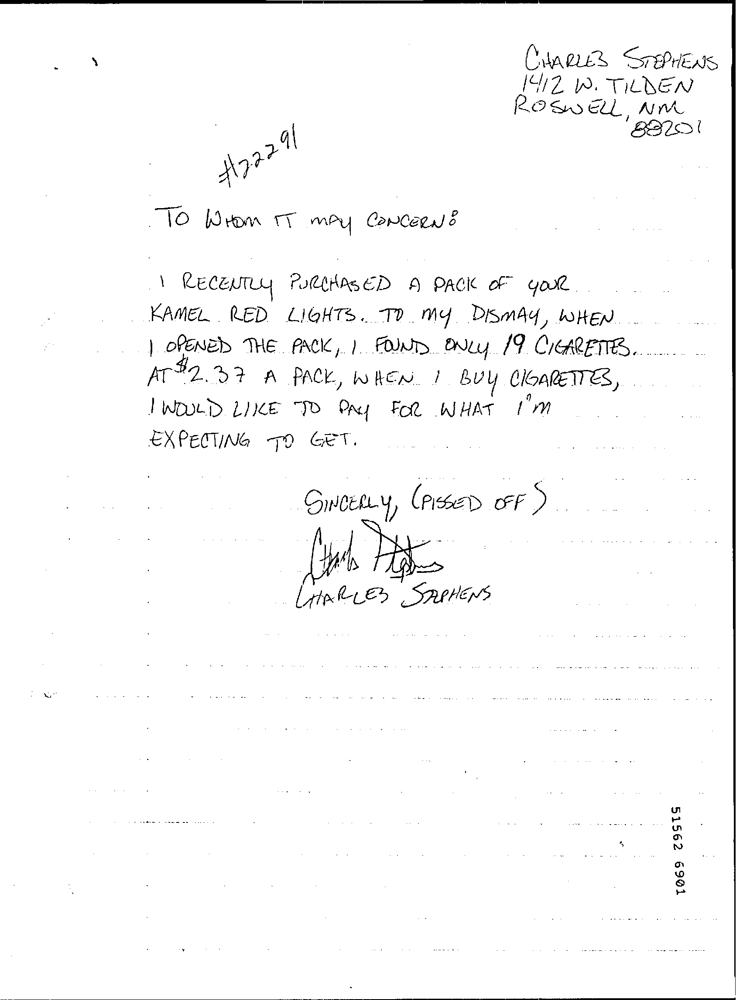 CHARLES STEPHENS
1412 W. TILDEN
ROSWELL, NM
88201
#22291
TO WHOM IT MAY CONCERN:
I RECENTLY PURCHASED A PACK OF YOUR
KAMEL RED LIGHTS. TO MY DISMAY, WHEN
I OPENED THE PACK, I FOUND ONLY 19 CIGARETTES.
AT $2.37 A PACK, WHEN I BUY CIGARETTES,
I WOULD LIKE TO PAY FOR WHAT I'M
EXPECTING TO GET.
SINCERLY, (PISSED OFF)
Charles Stephens
CHARLES STEPHENS
51562 6901